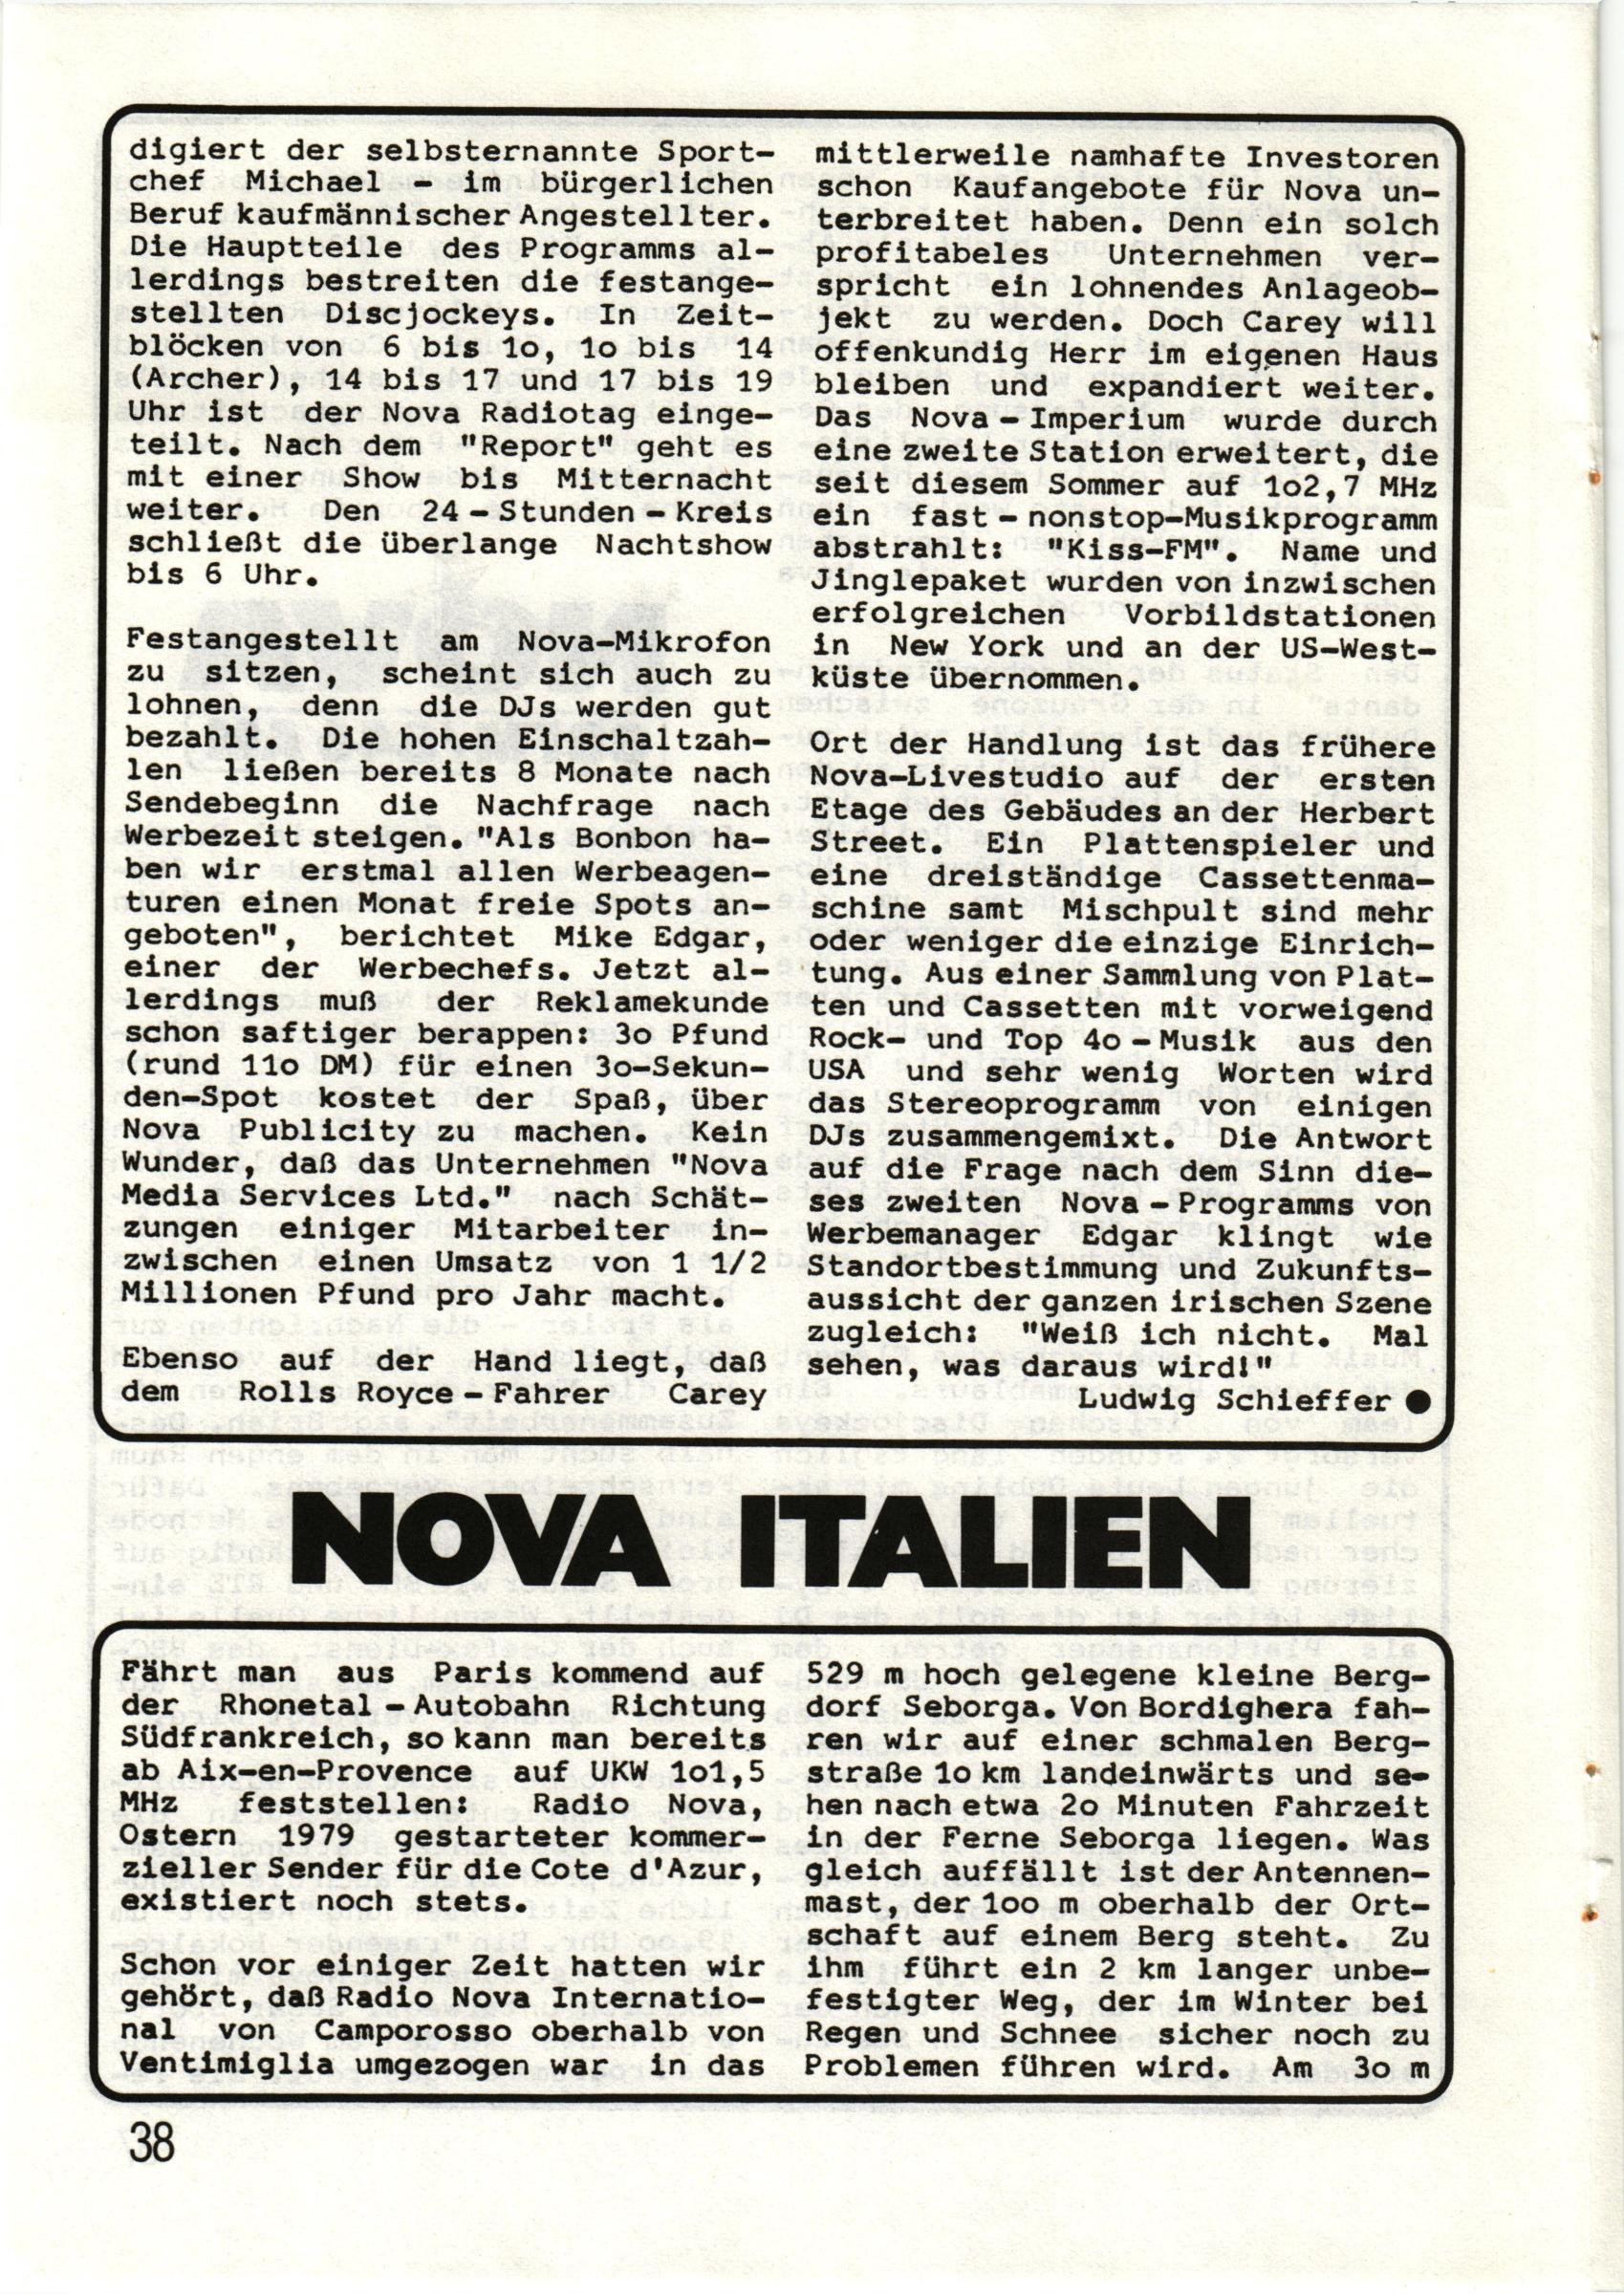 digiert der selbsternannte Sport-
chef Michael - im bürgerlichen
Beruf kaufmännischer Angestellter.
Die Hauptteile des Programms al-
lerdings bestreiten die festange-
stellten Discjockeys. In Zeit-
blöcken von 6 bis 1o, 1o bis 14
(Archer), 14 bis 17 und 17 bis 19
Uhr ist der Nova Radiotag einge-
teilt. Nach dem "Report" geht es
mit einer Show bis Mitternacht
weiter. Den 24-Stunden-Kreis
schließt die überlange Nachtshow
bis 6 Uhr.
Festangestellt am Nova-Mikrofon
zu sitzen, scheint sich auch zu
lohnen, denn die DJs werden gut
bezahlt. Die hohen Einschaltzah-
len ließen bereits 8 Monate nach
Sendebeginn die Nachfrage nach
Werbezeit steigen. "Als Bonbon ha-
ben wir erstmal allen Werbeagen-
turen einen Monat freie Spots an-
geboten", berichtet Mike Edgar,
einer der Werbechefs. Jetzt al-
lerdings muß der Reklamekunde
schon saftiger berappen: 3o Pfund
(rund 11o DM) für einen 3o-Sekun-
den-Spot kostet der Spaß, über
Nova Publicity zu machen. Kein
Wunder, daß das Unternehmen "Nova
Media Services Ltd." nach Schät-
zungen einiger Mitarbeiter in-
zwischen einen Umsatz von 1 1/2
Millionen Pfund pro Jahr macht.
Ebenso auf der Hand liegt, daß
dem Rolls Royce-Fahrer Carey
mittlerweile namhafte Investoren
schon Kaufangebote für Nova un-
terbreitet haben. Denn ein solch
profitabeles Unternehmen ver-
spricht ein lohnendes Anlageob-
jekt zu werden. Doch Carey will
offenkundig Herr im eigenen Haus
bleiben und expandiert weiter.
Das Nova-Imperium wurde durch
eine zweite Station erweitert, die
seit diesem Sommer auf 1o2,7 MHz
ein fast-nonstop-Musikprogramm
abstrahlt: "Kiss-FM". Name und
Jinglepaket wurden von inzwischen
erfolgreichen Vorbildstationen
in New York und an der US-West-
küste übernommen.
Ort der Handlung ist das frühere
Nova-Livestudio auf der ersten
Etage des Gebäudes an der Herbert
Street. Ein Plattenspieler und
eine dreiständige Cassettenma-
schine samt Mischpult sind mehr
oder weniger die einzige Einrich-
tung. Aus einer Sammlung von Plat-
ten und Cassetten mit vorweigend
Rock- und Top 4o-Musik aus den
USA und sehr wenig Worten wird
das Stereoprogramm von einigen
DJs zusammengemixt. Die Antwort
auf die Frage nach dem Sinn die-
ses zweiten Nova-Programms von
Werbemanager Edgar klingt wie
Standortbestimmung und Zukunfts-
aussicht der ganzen irischen Szene
zugleich: "Weiß ich nicht. Mal
sehen, was daraus wird!"
Ludwig Schieffer ●
NOVA ITALIEN
Fährt man aus Paris kommend auf
der Rhonetal-Autobahn Richtung
Südfrankreich, so kann man bereits
ab Aix-en-Provence auf UKW 1o1,5
MHz feststellen: Radio Nova,
Ostern 1979 gestarteter kommer-
zieller Sender für die Cote d'Azur,
existiert noch stets.
Schon vor einiger Zeit hatten wir
gehört, daß Radio Nova Internatio-
nal von Camporosso oberhalb von
Ventimiglia umgezogen war in das
529 m hoch gelegene kleine Berg-
dorf Seborga. Von Bordighera fah-
ren wir auf einer schmalen Berg-
straße 1o km landeinwärts und se-
hen nach etwa 2o Minuten Fahrzeit
in der Ferne Seborga liegen. Was
gleich auffällt ist der Antennen-
mast, der 1oo m oberhalb der Ort-
schaft auf einem Berg steht. Zu
ihm führt ein 2 km langer unbe-
festigter Weg, der im Winter bei
Regen und Schnee sicher noch zu
Problemen führen wird. Am 3o m
38